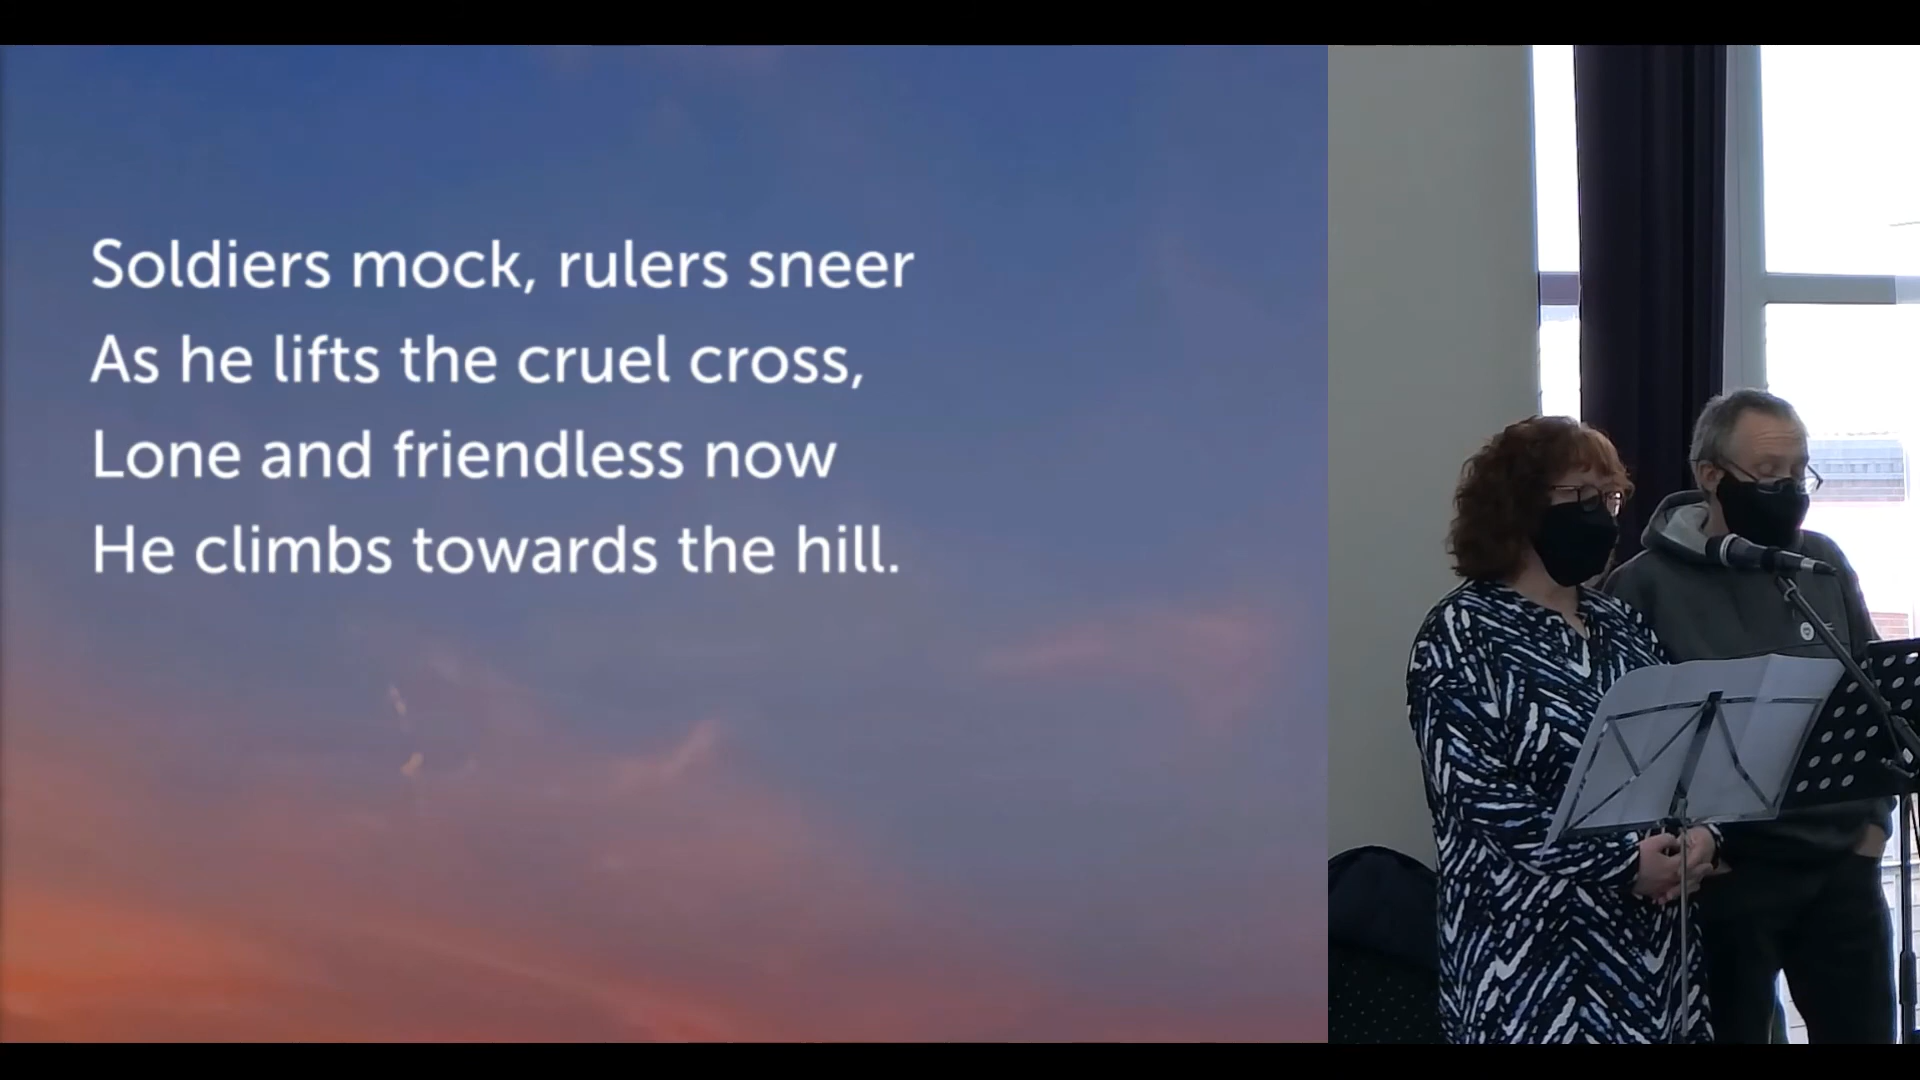 Soldiers mock, rulers sneer
As he lifts the cruel cross,
Lone and friendless now
He climbs towards the hill.